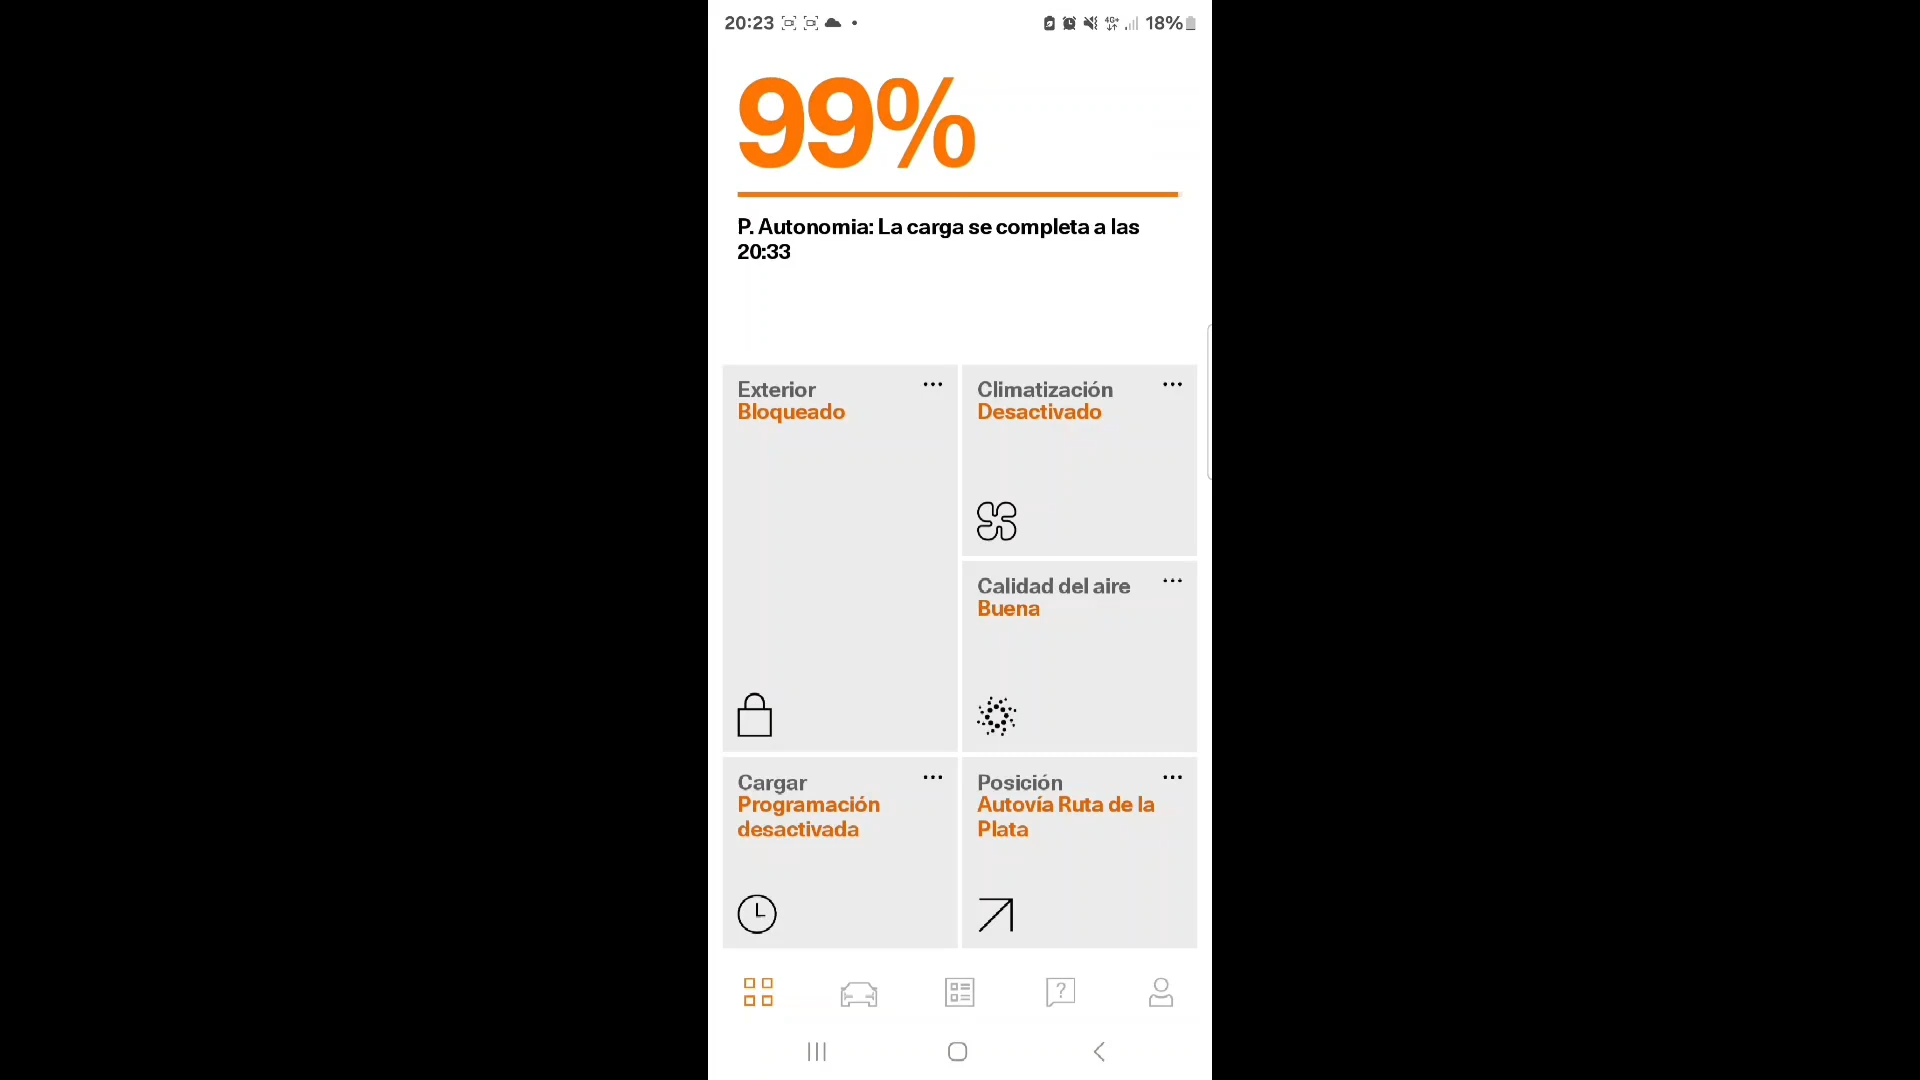 20:23
4G+
18%
99%
P. Autonomia: La carga se completa a las
20:33
Exterior
Bloqueado
Climatización
Desactivado
Calidad del aire
Buena
Cargar
Programación
desactivada
Posición
Autovía Ruta de la
Plata
?